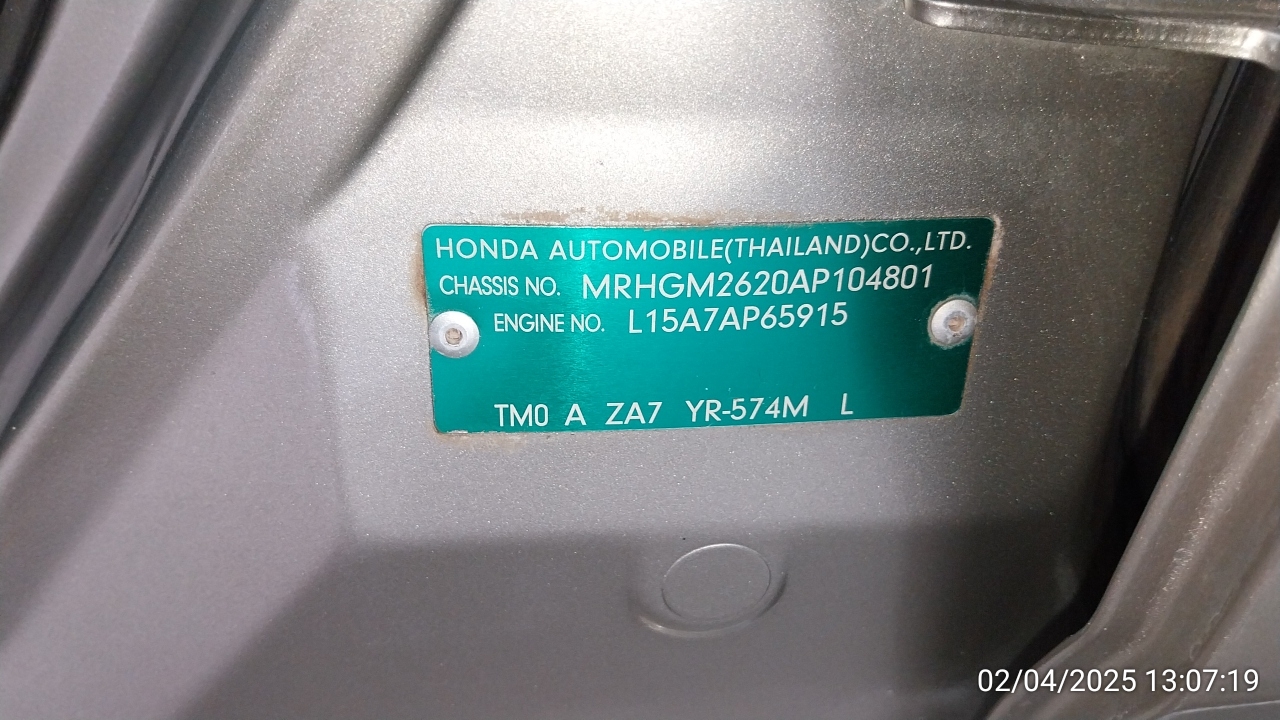 HONDA AUTOMOBILE(THAILAND)CO.,LTD.
CHASSIS NO. MRHGM2620AP104801
ENGINE NO. L15A7AP65915
TM0 A ZA7 YR-574M L
02/04/2025 13:07:19